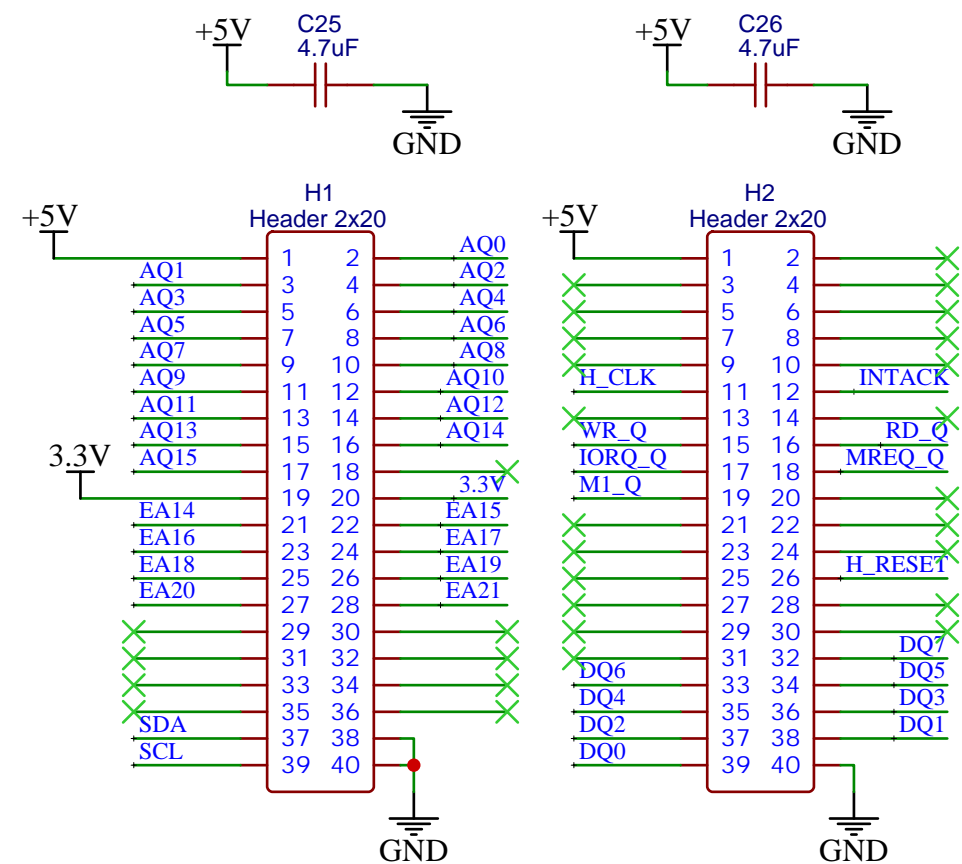 +5V C25 4.7uF GND
+5V C26 4.7uF GND
H1
Header 2x20
+5V 1 2 AQ0
AQ1 3 4 AQ2
AQ3 5 6 AQ4
AQ5 7 8 AQ6
AQ7 9 10 AQ8
AQ9 11 12 AQ10
AQ11 13 14 AQ12
AQ13 15 16 AQ14
AQ15 17 18
3.3V 19 20 3.3V
EA14 21 22 EA15
EA16 23 24 EA17
EA18 25 26 EA19
EA20 27 28 EA21
29 30
31 32
33 34
35 36
SDA 37 38
SCL 39 40
GND
H2
Header 2x20
+5V 1 2
3 4
5 6
7 8
9 10
H_CLK 11 12 INTACK
13 14
WR_Q 15 16 RD_Q
IORQ_Q 17 18 MREQ_Q
M1_Q 19 20
21 22
23 24
25 26 H_RESET
27 28
29 30
31 32 DQ7
DQ6 33 34 DQ5
DQ4 35 36 DQ3
DQ2 37 38 DQ1
DQ0 39 40
GND